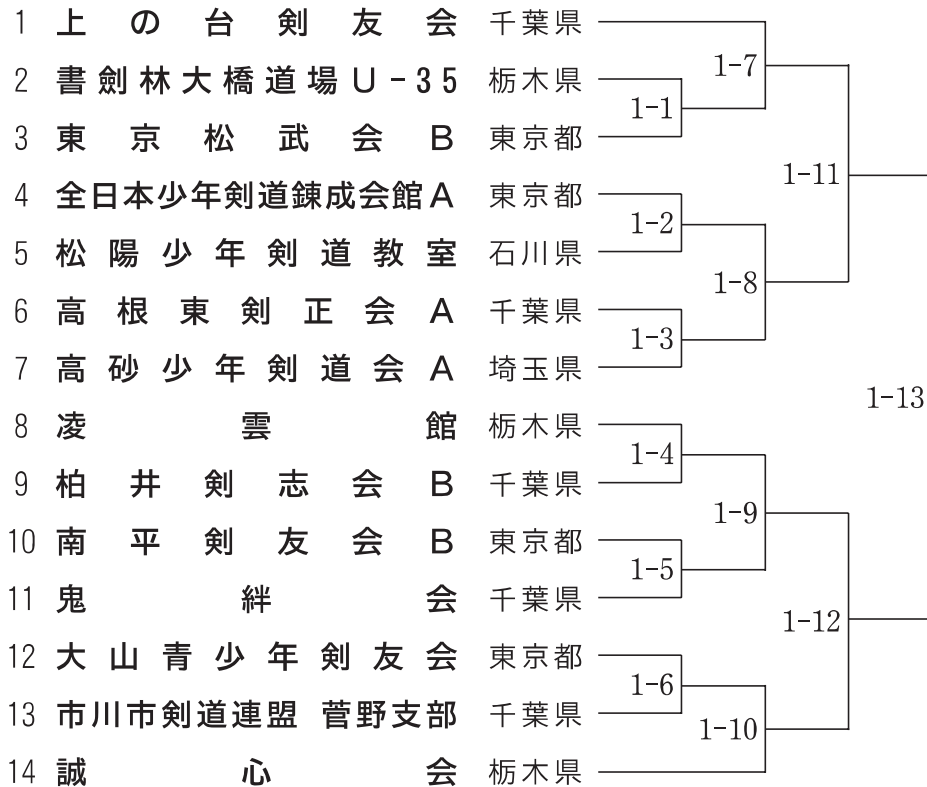 1 上の台剣友会 千葉県
1-7
2 書劍林大橋道場U-35 栃木県
1-1
3 東京松武会B 東京都
1-11
4 全日本少年剣道錬成会館A 東京都
1-2
5 松陽少年剣道教室 石川県
1-8
6 高根東剣正会A 千葉県
1-3
7 高砂少年剣道会A 埼玉県
1-13
8 凌雲館 栃木県
1-4
9 柏井剣志会B 千葉県
1-9
10 南平剣友会B 東京都
1-5
11 鬼絆会 千葉県
1-12
12 大山青少年剣友会 東京都
1-6
13 市川市剣道連盟 菅野支部 千葉県
1-10
14 誠心会 栃木県